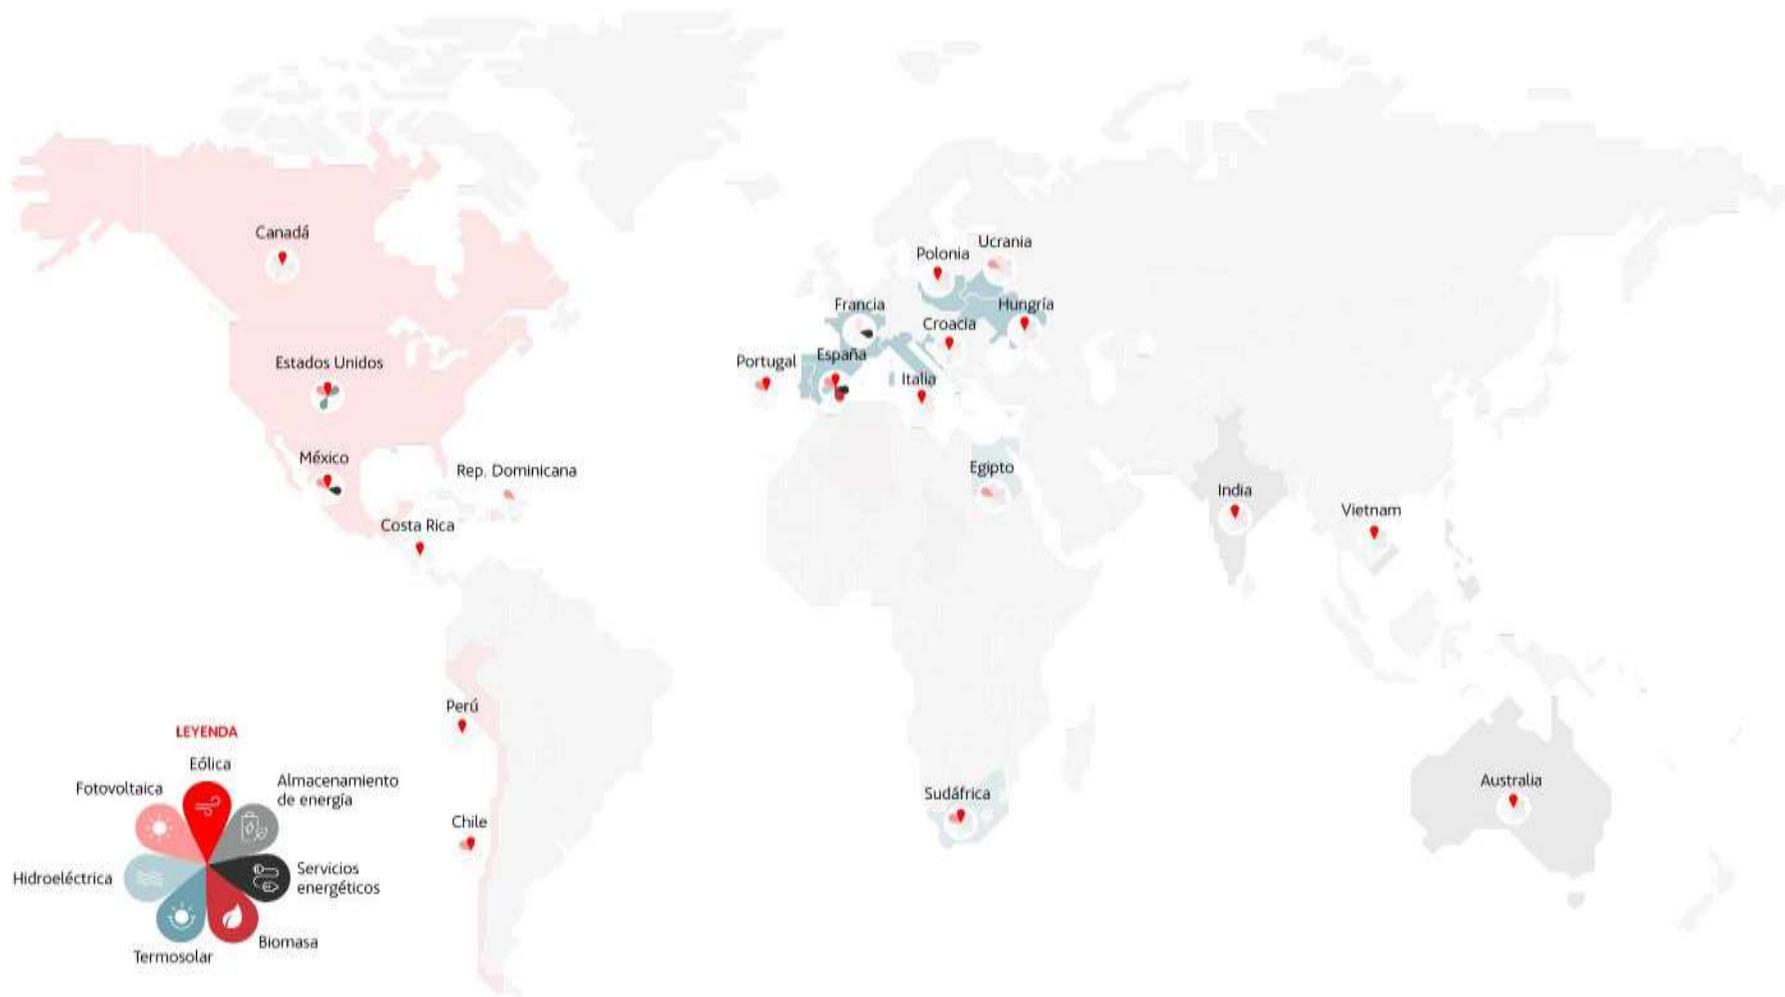 Canadá
Estados Unidos
México
Rep. Dominicana
Costa Rica
Perú
Chile
Polonia
Ucrania
Francia
Hungría
Croacia
Portugal
España
Italia
Egipto
India
Vietnam
Sudáfrica
Australia
LEYENDA
Eólica
Fotovoltaica
Almacenamiento
de energía
Hidroeléctrica
Servicios
energéticos
Termosolar
Biomasa